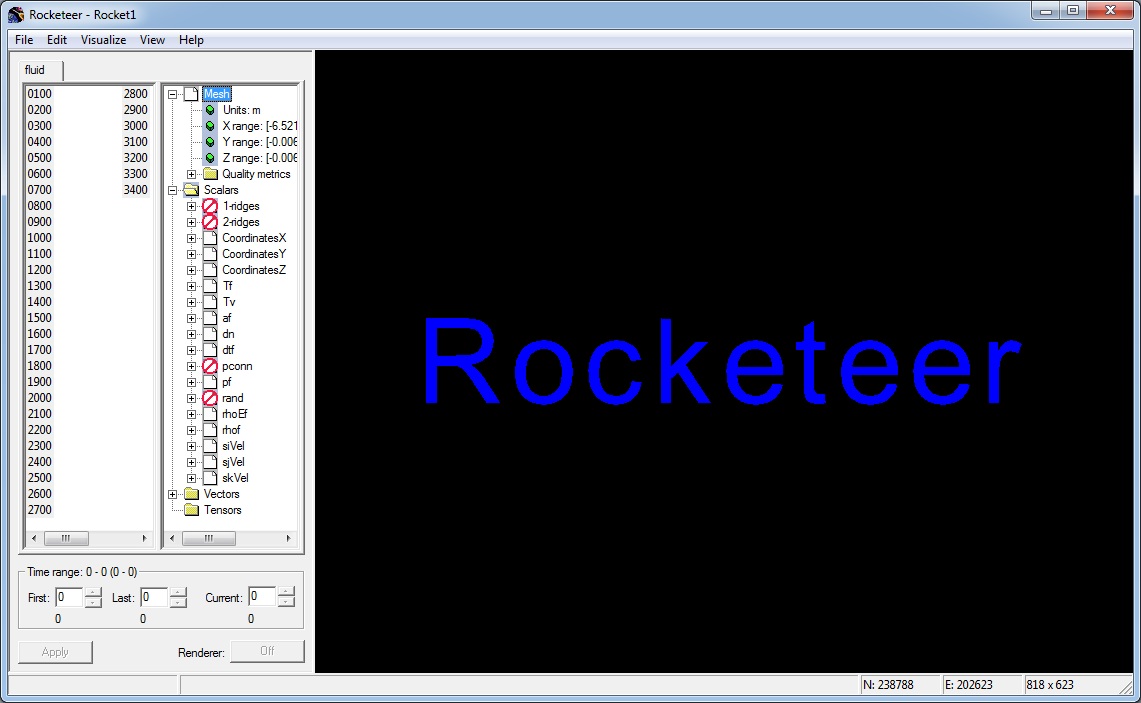 Rocketeer - Rocket1
File Edit Visualize View Help
fluid
0100 2800
0200 2900
0300 3000
0400 3100
0500 3200
0600 3300
0700 3400
0800
0900
1000
1100
1200
1300
1400
1500
1600
1700
1800
1900
2000
2100
2200
2300
2400
2500
2600
2700
Mesh
Units: m
X range: [-6.521
Y range: [-0.006
Z range: [-0.006
Quality metrics
Scalars
1-ridges
2-ridges
CoordinatesX
CoordinatesY
CoordinatesZ
Tf
Tv
af
dn
dtf
pconn
pf
rand
rhoEf
rhof
siVel
sjVel
skVel
Vectors
Tensors
Rocketeer
Time range: 0 - 0 (0 - 0)
First: 0 Last: 0 Current: 0
0 0 0
Apply Renderer: Off
N: 238788 E: 202623 818 x 623